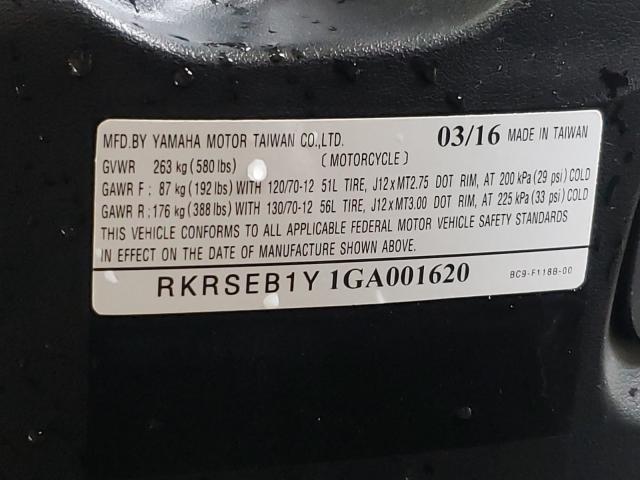 MFD.BY YAMAHA MOTOR TAIWAN CO.,LTD. 03/16 MADE IN TAIWAN
GVWR 263 kg (580 lbs) (MOTORCYCLE)
GAWR F : 87 kg (192 lbs) WITH 120/70-12 51L TIRE, J12xMT2.75 DOT RIM, AT 200 kPa (29 psi) COLD
GAWR R : 176 kg (388 lbs) WITH 130/70-12 56L TIRE, J12xMT3.00 DOT RIM, AT 225 kPa (33 psi) COLD
THIS VEHICLE CONFORMS TO ALL APPLICABLE FEDERAL MOTOR VEHICLE SAFETY STANDARDS
IN EFFECT ON THE DATE OF MANUFACTURE SHOWN ABOVE.
RKRSEB1Y 1GA001620 BC9-F118B-00